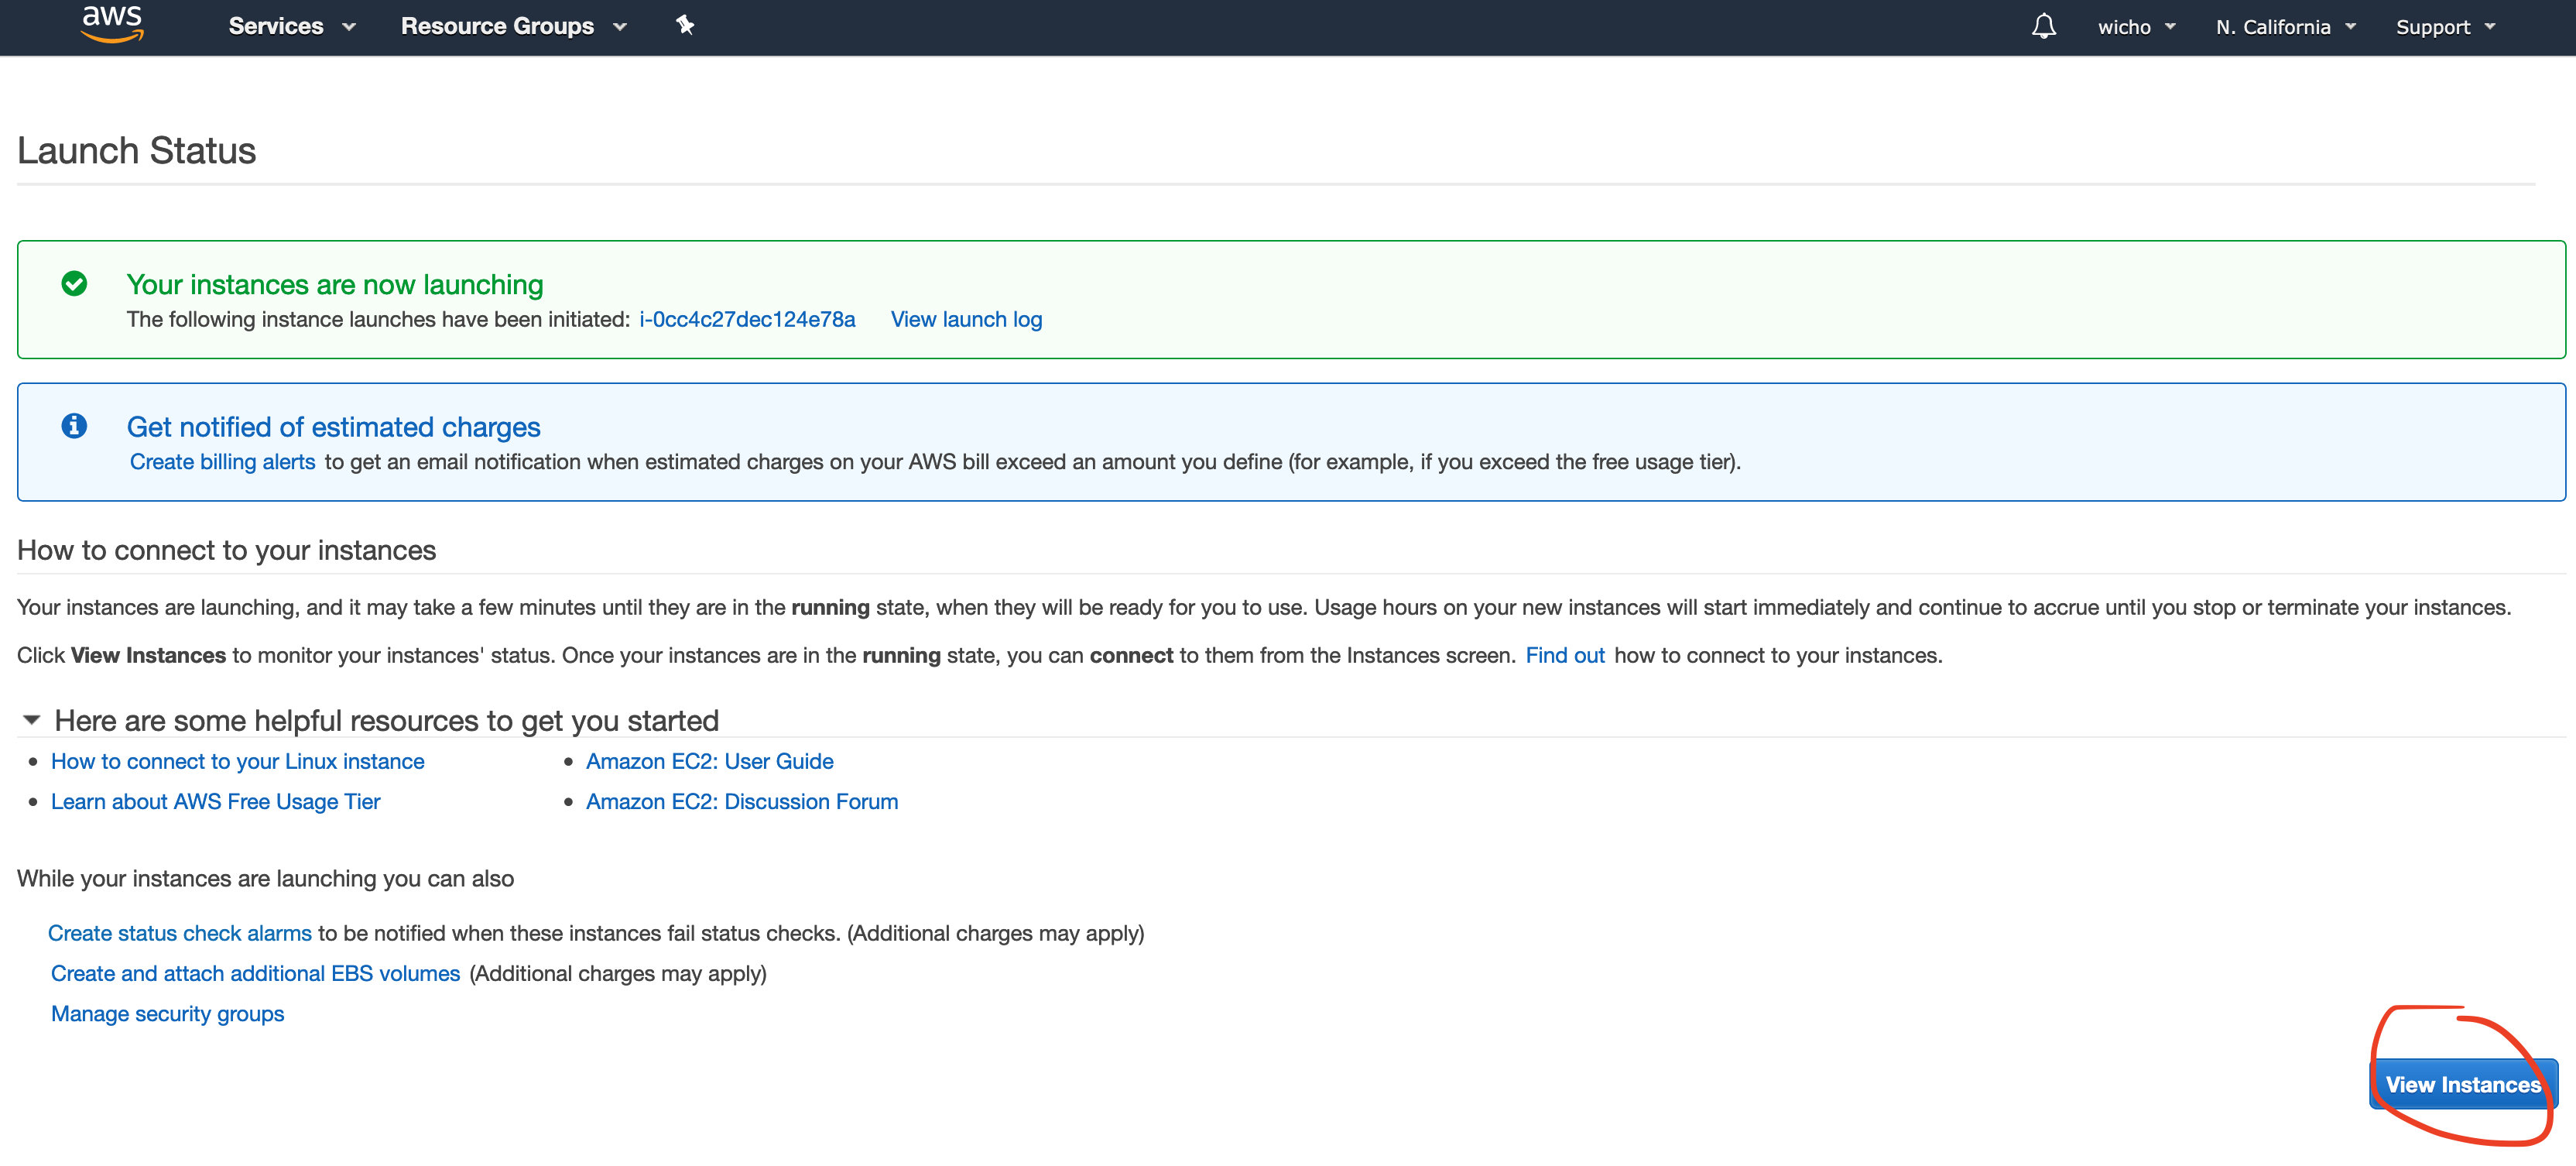 aws Services Resource Groups wicho N. California Support
Launch Status
Your instances are now launching
The following instance launches have been initiated: i-0cc4c27dec124e78a View launch log
Get notified of estimated charges
Create billing alerts to get an email notification when estimated charges on your AWS bill exceed an amount you define (for example, if you exceed the free usage tier).
How to connect to your instances
Your instances are launching, and it may take a few minutes until they are in the running state, when they will be ready for you to use. Usage hours on your new instances will start immediately and continue to accrue until you stop or terminate your instances.
Click View Instances to monitor your instances' status. Once your instances are in the running state, you can connect to them from the Instances screen. Find out how to connect to your instances.
Here are some helpful resources to get you started
How to connect to your Linux instance
Learn about AWS Free Usage Tier
Amazon EC2: User Guide
Amazon EC2: Discussion Forum
While your instances are launching you can also
Create status check alarms to be notified when these instances fail status checks. (Additional charges may apply)
Create and attach additional EBS volumes (Additional charges may apply)
Manage security groups
View Instances